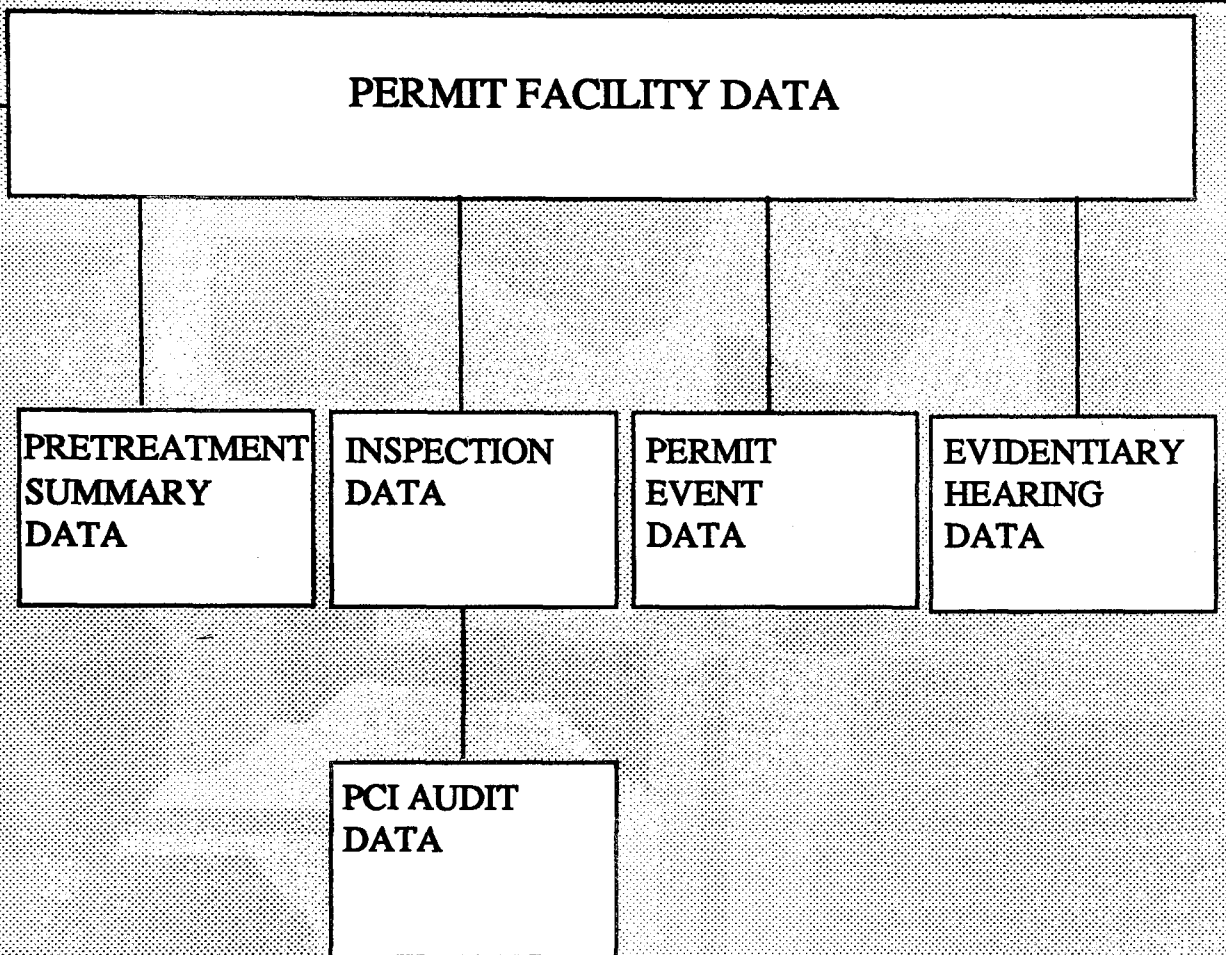 PERMIT FACILITY DATA
PRETREATMENT
SUMMARY
DATA
INSPECTION
DATA
PERMIT
EVENT
DATA
EVIDENTIARY
HEARING
DATA
PCI AUDIT
DATA